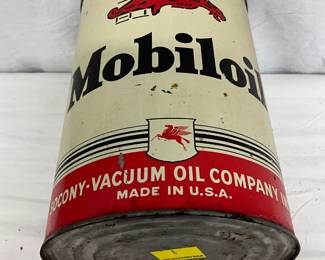 Mobiloil
SOCONY-VACUUM OIL COMPANY
MADE IN U.S.A.